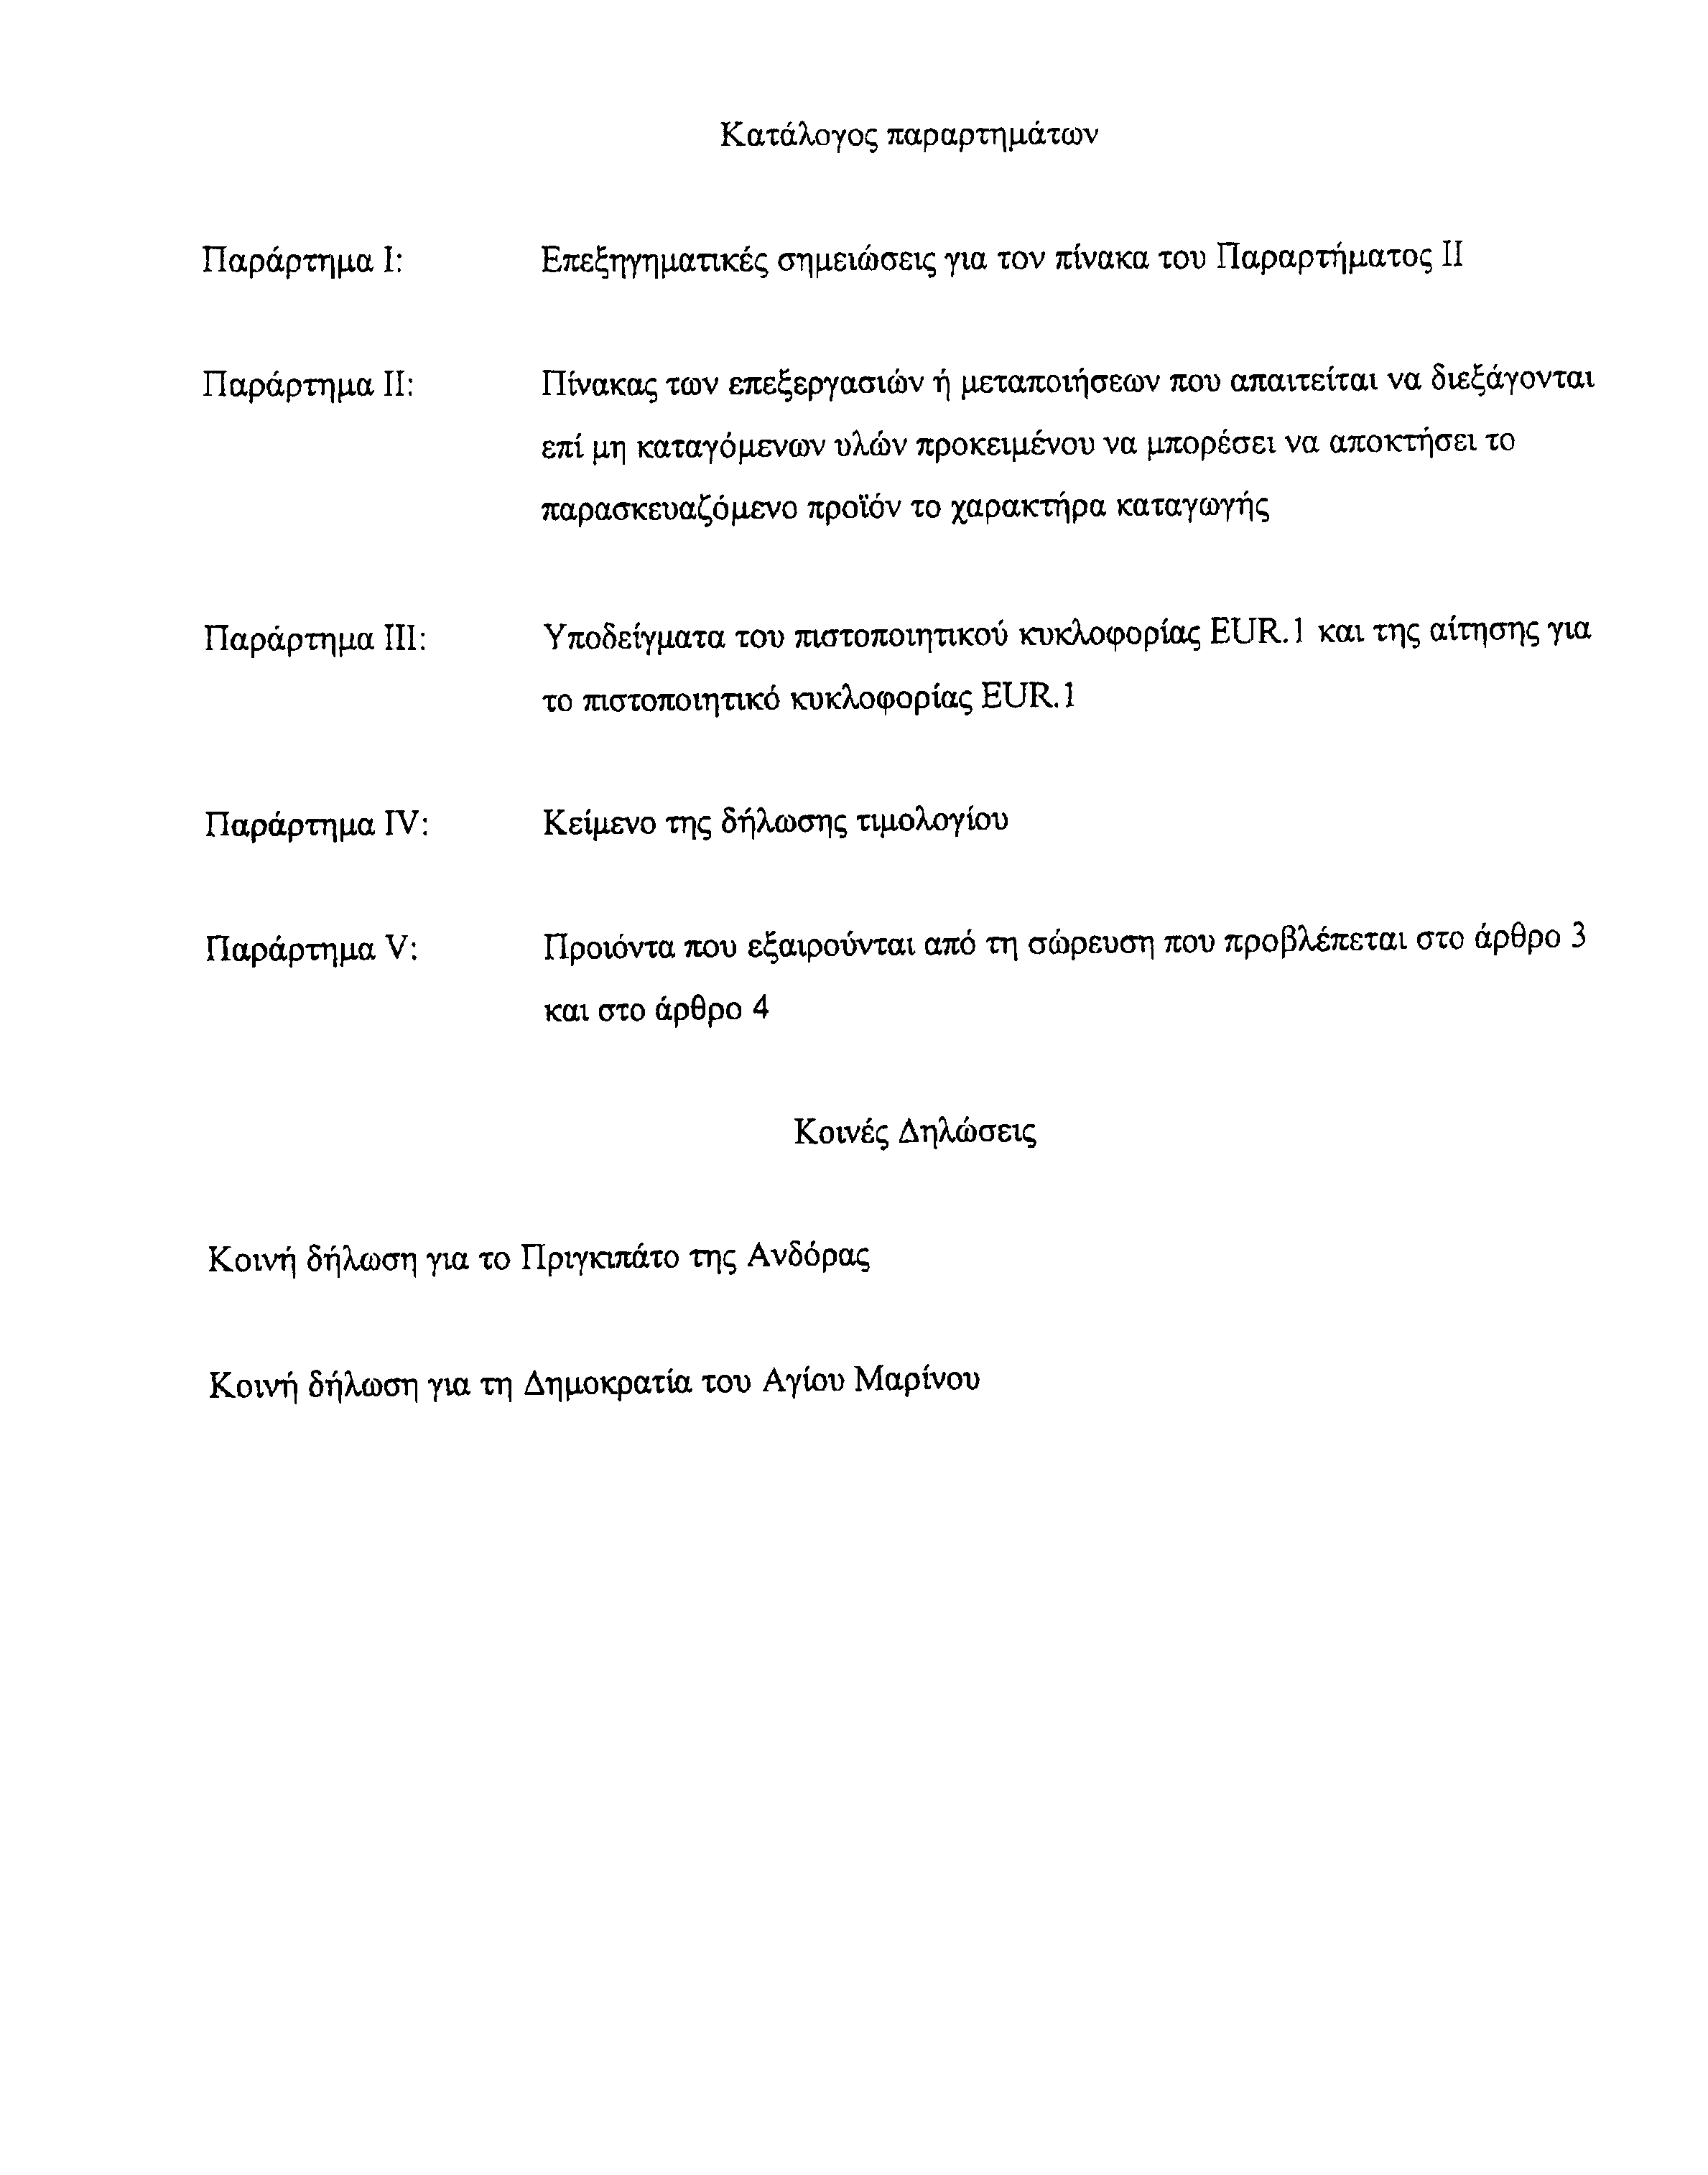 Κατάλογος παραρτημάτων
Παράρτημα I: Επεξηγηματικές σημειώσεις για τον πίνακα του Παραρτήματος II
Παράρτημα II: Πίνακας των επεξεργασιών ή μεταποιήσεων που απαιτείται να διεξάγονται
επί μη καταγόμενων υλών προκειμένου να μπορέσει να αποκτήσει το
παρασκευαζόμενο προϊόν το χαρακτήρα καταγωγής
Παράρτημα III: Υποδείγματα του πιστοποιητικού κυκλοφορίας EUR.1 και της αίτησης για
το πιστοποιητικό κυκλοφορίας EUR.1
Παράρτημα IV: Κείμενο της δήλωσης τιμολογίου
Παράρτημα V: Προιόντα που εξαιρούνται από τη σώρευση που προβλέπεται στο άρθρο 3
και στο άρθρο 4
Κοινές Δηλώσεις
Κοινή δήλωση για το Πριγκιπάτο της Ανδόρας
Κοινή δήλωση για τη Δημοκρατία του Αγίου Μαρίνου